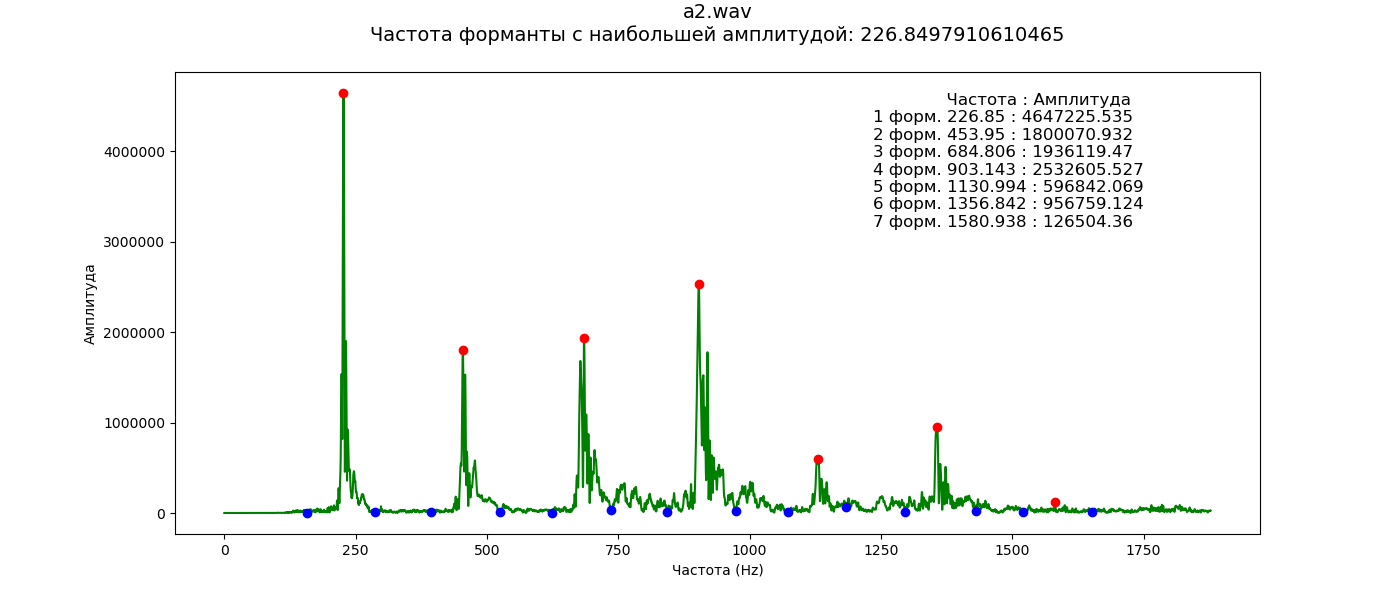 a2.wav
Частота форманты с наибольшей амплитудой: 226.8497910610465
Частота : Амплитуда
1 форм. 226.85 : 4647225.535
2 форм. 453.95 : 1800070.932
3 форм. 684.806 : 1936119.47
4 форм. 903.143 : 2532605.527
5 форм. 1130.994 : 596842.069
6 форм. 1356.842 : 956759.124
7 форм. 1580.938 : 126504.36
Амплитуда
4000000
3000000
2000000
1000000
0
0 250 500 750 1000 1250 1500 1750
Частота (Hz)